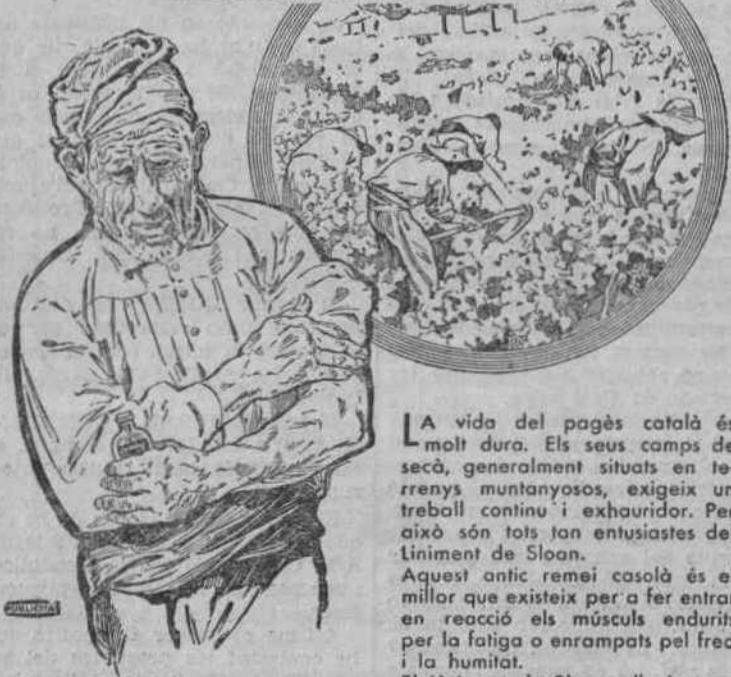 LA vida del pagès català és
molt dura. Els seus camps de
secà, generalment situats en te-
rrenys muntanyosos, exigeix un
treball continu i exhauridor. Per
això són tots tan entusiastes de
Liniment de Sloan.
Aquest antic remei casolà és e
millor que existeix per a fer entrar
en reacció els músculs endurits
per la fatiga o enrampats pel fred
i la humitat.